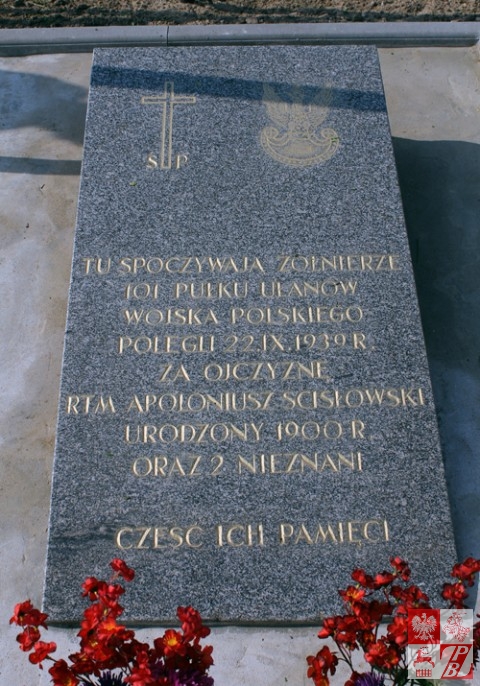 Ś P
TU SPOCZYWAJĄ ŻOŁNIERZE
101 PUŁKU UŁANÓW
WOJSKA POLSKIEGO
POLEGLI 22.IX.1939 R.
ZA OJCZYZNĘ
RTM APOLONIUSZ ŚCISŁOWSKI
URODZONY 1900 R
ORAZ 2 NIEZNANI
CZEŚĆ ICH PAMIĘCI
PB